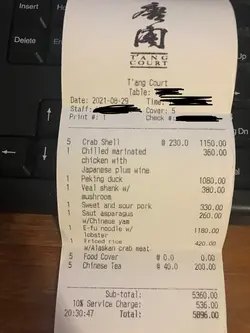 唐閣
T'ANG
COURT
T'ang Court
Table:
Date: 2021-08-29 Time:
Staff: Cover: 5
Print #: 1 Check #:
5 Crab Shell @ 230.0 1150.00
1 Chilled marinated 360.00
chicken with
Japanese plum wine
1 Peking duck 1080.00
1 Veal shank w/ 380.00
mushroom
1 Sweet and sour pork 330.00
1 Saut asparagus 260.00
w/Chinese yam
1 E-fu noodle w/ 1180.00
lobster
1 Fried rice 420.00
w/Alaskan crab meat
5 Food Cover @ 0.0 0.00
5 Chinese Tea @ 40.0 200.00
Sub-total: 5360.00
10% Service Charge: 536.00
20:30:47 Total: 5896.00